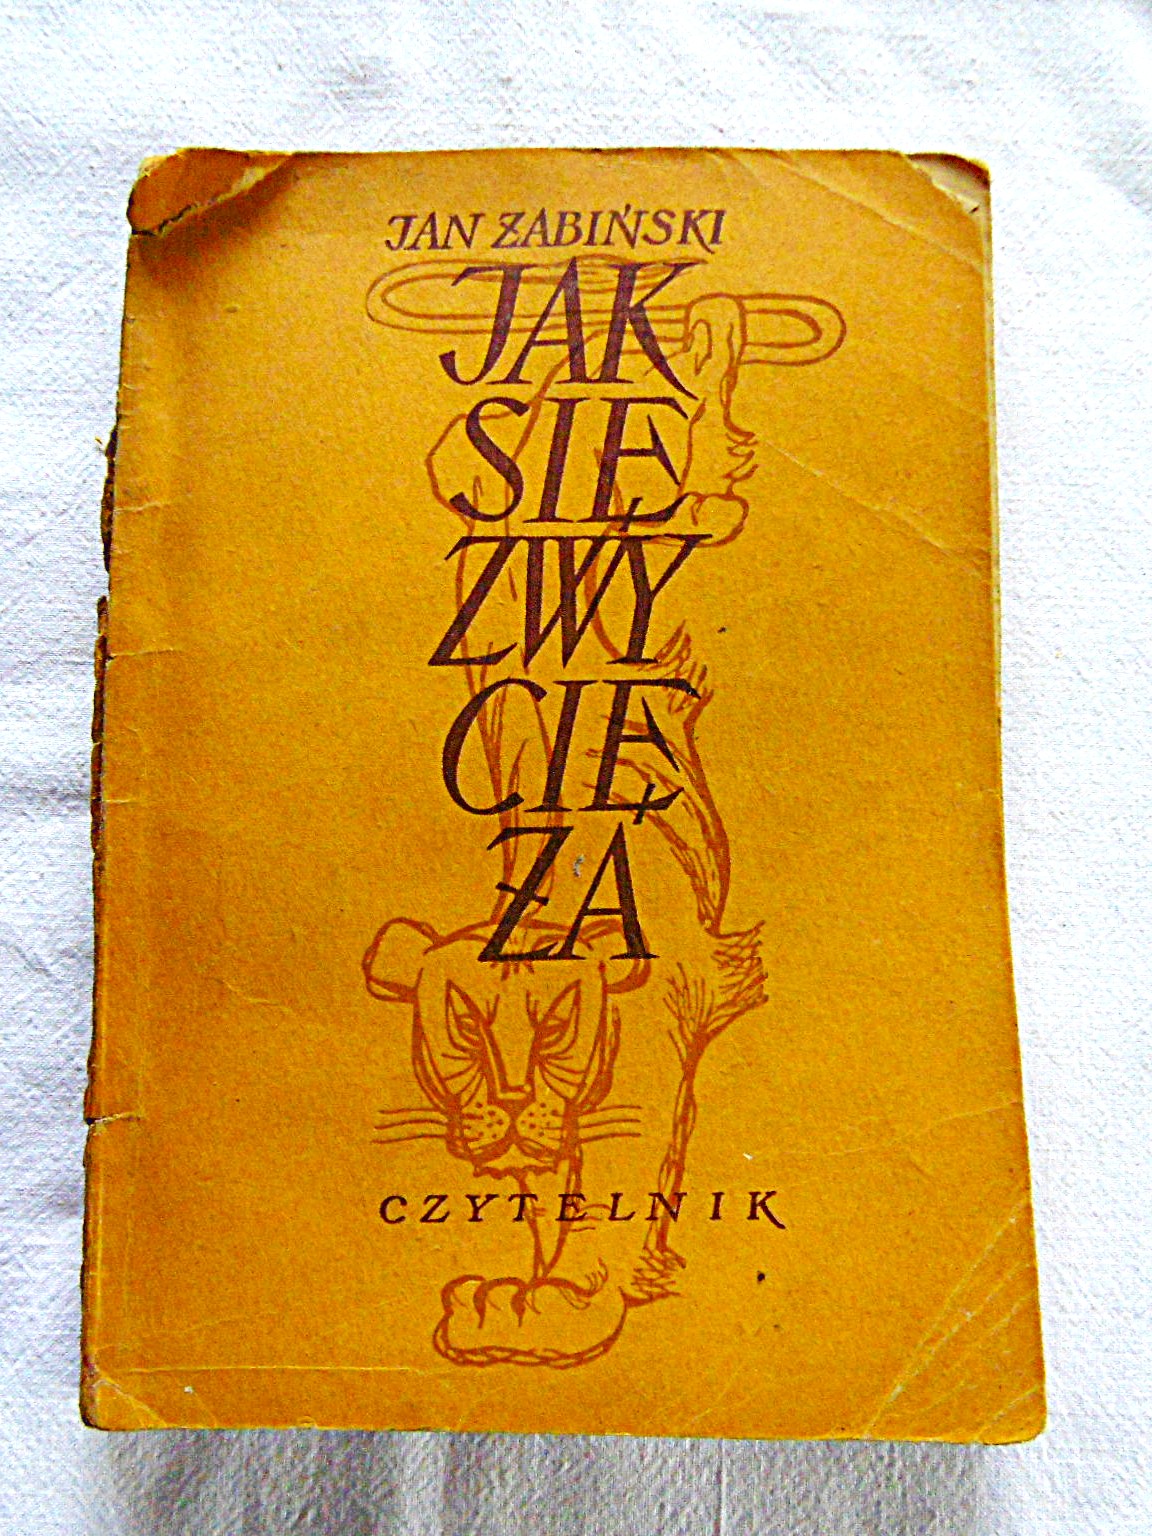 JAN ŻABIŃSKI
JAK
SIĘ
ZWY
CIĘ
ŻA
CZYTELNIK